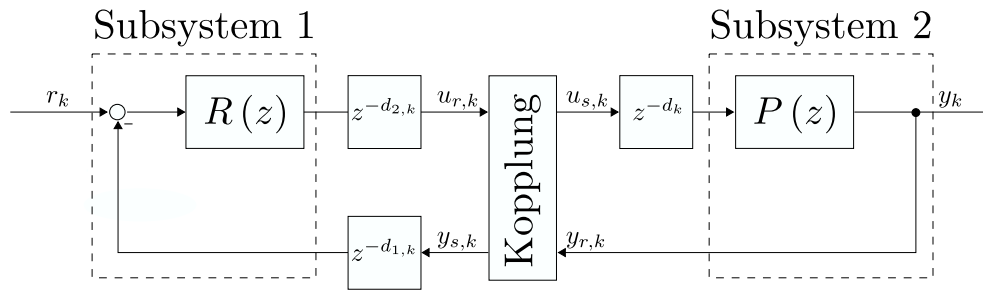 Subsystem 1
Subsystem 2
r_k
-
R(z)
z^{-d_{2,k}}
u_{r,k}
Kopplung
u_{s,k}
z^{-d_k}
P(z)
y_k
z^{-d_{1,k}}
y_{s,k}
y_{r,k}